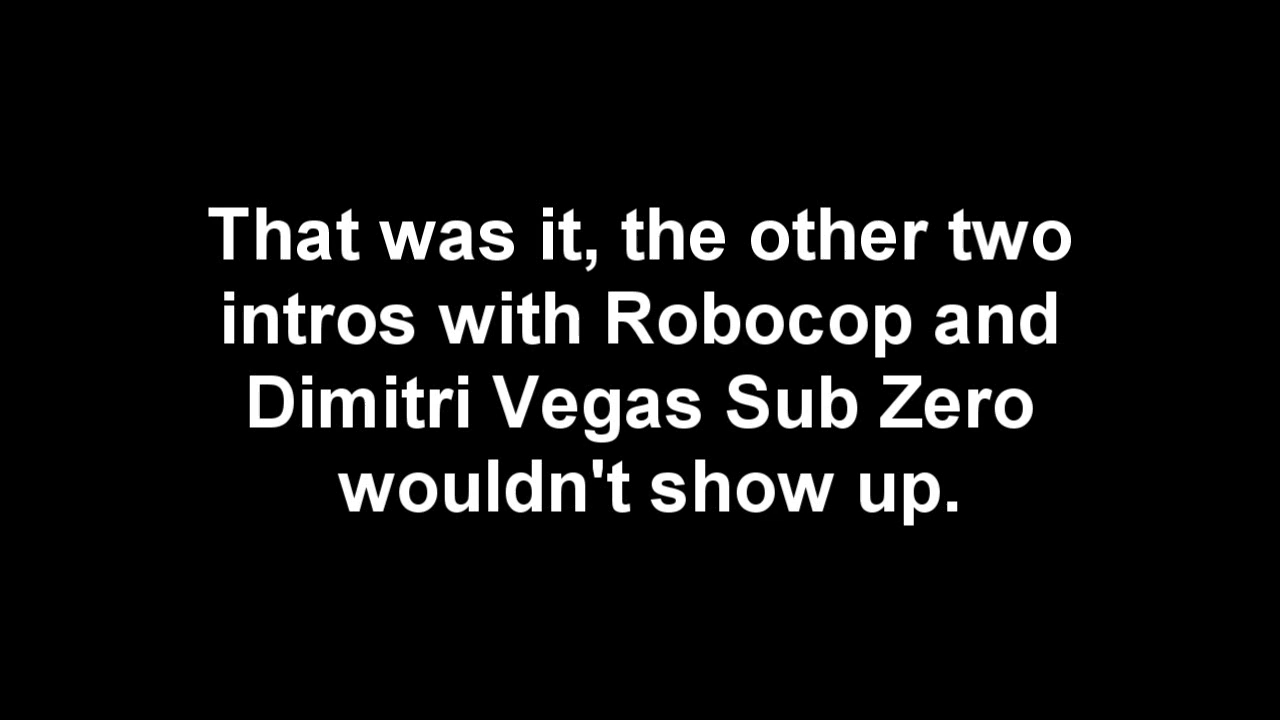 That was it, the other two
intros with Robocop and
Dimitri Vegas Sub Zero
wouldn't show up.